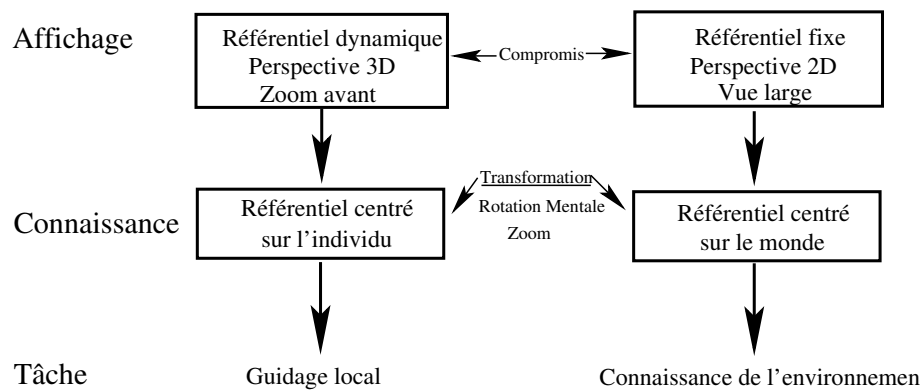 Affichage
Référentiel dynamique
Perspective 3D
Zoom avant
Compromis
Référentiel fixe
Perspective 2D
Vue large
Connaissance
Référentiel centré
sur l'individu
Transformation
Rotation Mentale
Zoom
Référentiel centré
sur le monde
Tâche
Guidage local
Connaissance de l'environnemen